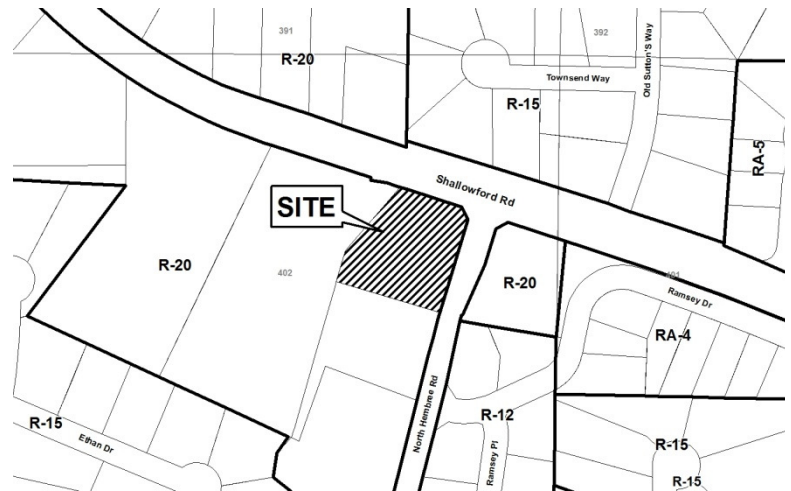 391
R-20
392
Townsend Way
Old Sutton'S Way
R-15
RA-5
Shallowford Rd
SITE
R-20
402
R-20
401
Ramsey Dr
RA-4
North Hembree Rd
R-12
Ramsey Pl
R-15
Ethan Dr
R-15
R-15